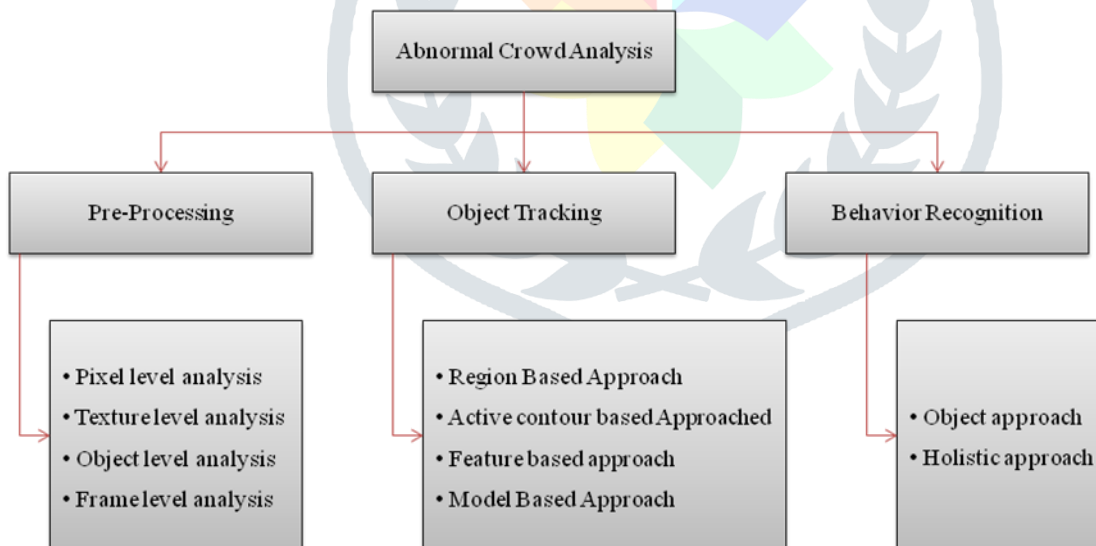 Abnormal Crowd Analysis
Pre-Processing
Object Tracking
Behavior Recognition
• Pixel level analysis
• Texture level analysis
• Object level analysis
• Frame level analysis
• Region Based Approach
• Active contour based Approached
• Feature based approach
• Model Based Approach
• Object approach
• Holistic approach